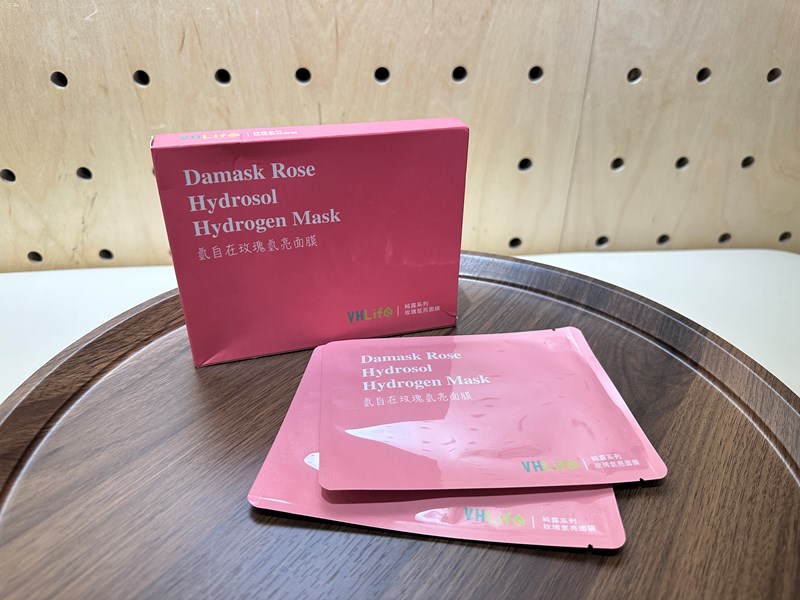 VHLife
Damask Rose
Hydrosol
Hydrogen Mask
氫自在玫瑰氫亮面膜
VHLife
純露系列
玫瑰氫亮面膜
Damask Rose
Hydrosol
Hydrogen Mask
氫自在玫瑰氫亮面膜
VHLife
純露系列
玫瑰氫亮面膜
VHLife
純露系列
玫瑰氫亮面膜